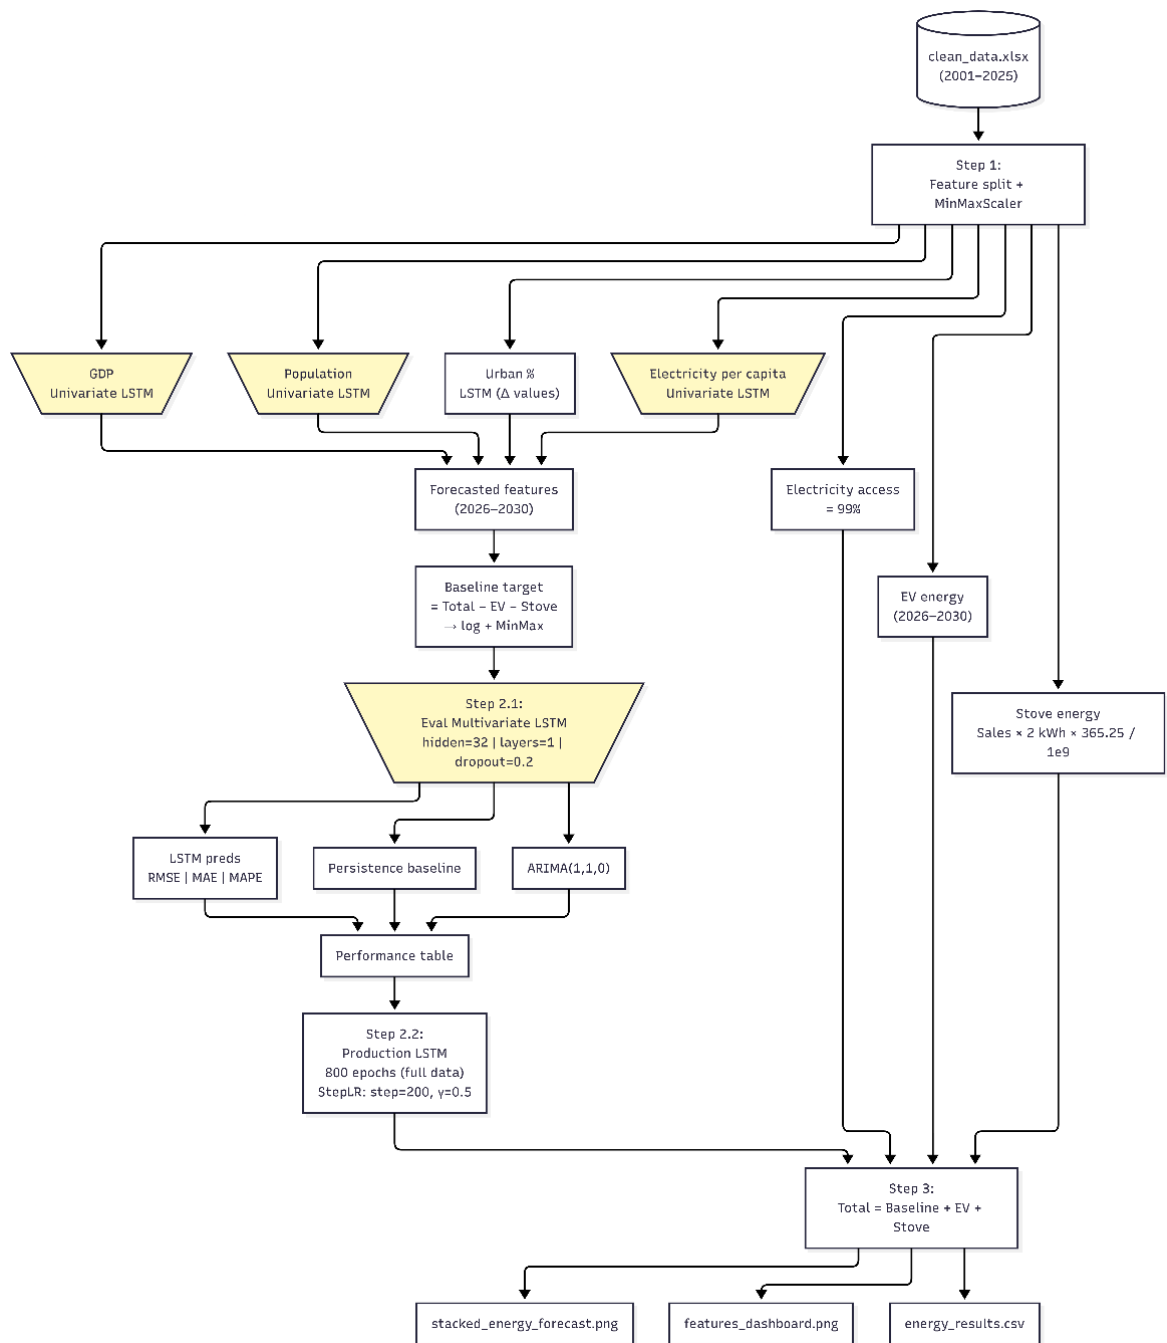 clean_data.xlsx
(2001–2025)
Step 1:
Feature split +
MinMaxScaler
GDP
Univariate LSTM
Population
Univariate LSTM
Urban %
LSTM (Δ values)
Electricity per capita
Univariate LSTM
Forecasted features
(2026–2030)
Electricity access
= 99%
Baseline target
= Total − EV − Stove
→ log + MinMax
EV energy
(2026–2030)
Step 2.1:
Eval Multivariate LSTM
hidden=32 | layers=1 |
dropout=0.2
Stove energy
Sales × 2 kWh × 365.25 /
1e9
LSTM preds
RMSE | MAE | MAPE
Persistence baseline
ARIMA(1,1,0)
Performance table
Step 2.2:
Production LSTM
800 epochs (full data)
StepLR: step=200, γ=0.5
Step 3:
Total = Baseline + EV +
Stove
stacked_energy_forecast.png
features_dashboard.png
energy_results.csv